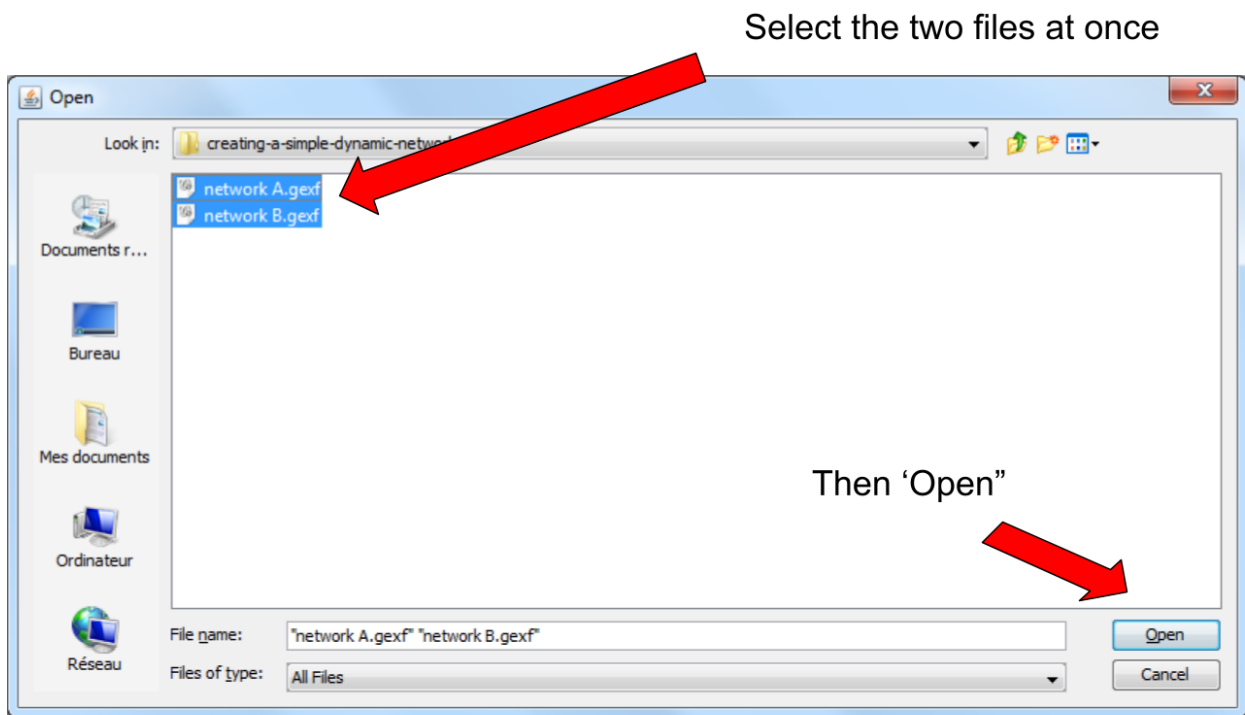 Select the two files at once
Open
Look in:
creating-a-simple-dynamic-network
network A.gexf
network B.gexf
Documents r...
Bureau
Mes documents
Then ‘Open”
Ordinateur
Réseau
File name:
"network A.gexf" "network B.gexf"
Open
Files of type:
All Files
Cancel